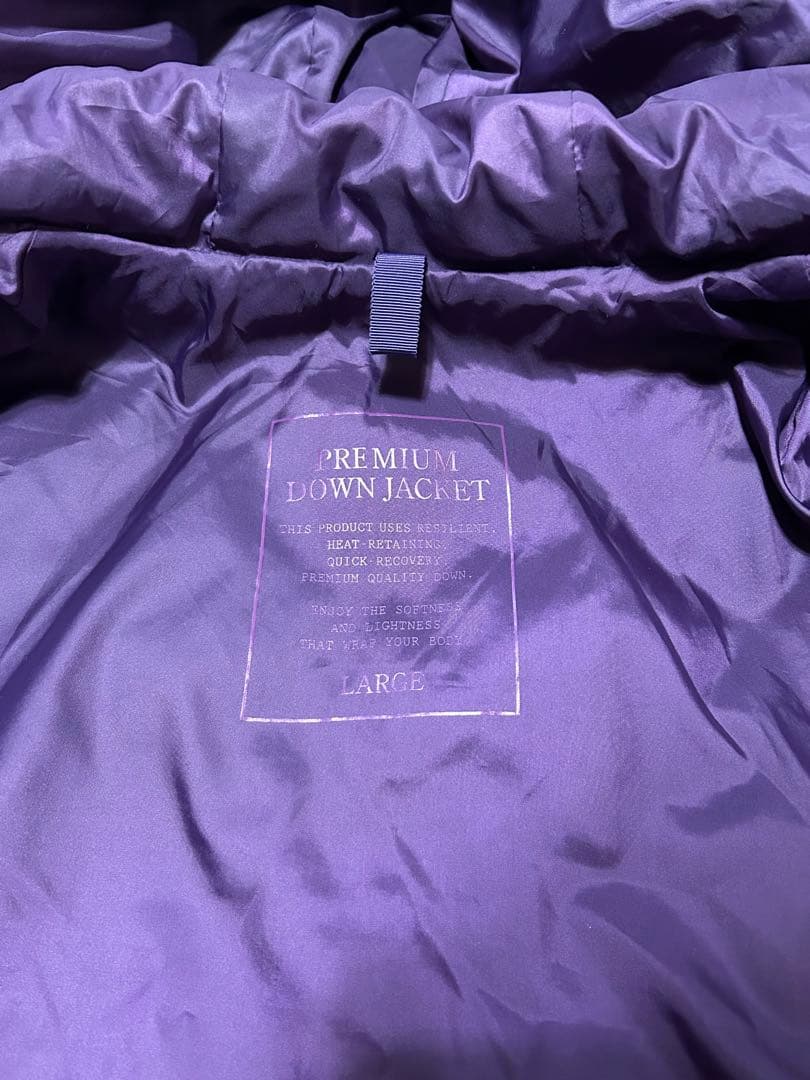 PREMIUM
DOWN JACKET
THIS PRODUCT USES RESILIENT,
HEAT-RETAINING,
QUICK-RECOVERY,
PREMIUM QUALITY DOWN.
ENJOY THE SOFTNESS
AND LIGHTNESS
THAT WRAP YOUR BODY.
LARGE